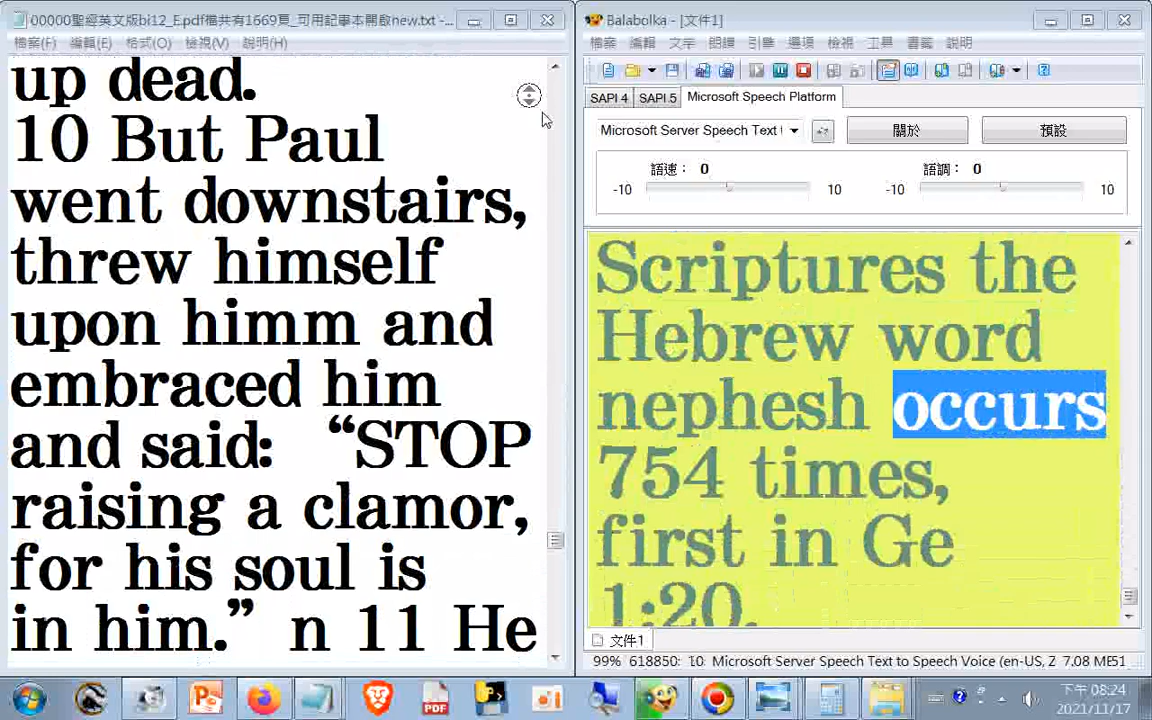 00000聖經英文版bi12_E.pdf檔共有1669頁_可用記事本開啟new.txt -...
檔案(F) 編輯(E) 格式(O) 檢視(V) 說明(H)
up dead.
10 But Paul
went downstairs,
threw himself
upon himm and
embraced him
and said: “STOP
raising a clamor,
for his soul is
in him.” n 11 He
Balabolka - [文件1]
檔案 編輯 文字 朗讀 引擎 選項 檢視 工具 書籤 說明
SAPI 4 SAPI 5 Microsoft Speech Platform
Microsoft Server Speech Text 關於 預設
語速： 0 語調： 0
-10 10 -10 10
Scriptures the
Hebrew word
nephesh occurs
754 times,
first in Ge
1:20.
文件1
99% 618850: 10 Microsoft Server Speech Text to Speech Voice (en-US, Z 7.08 ME51
PDF
下午 08:24
2021/11/17